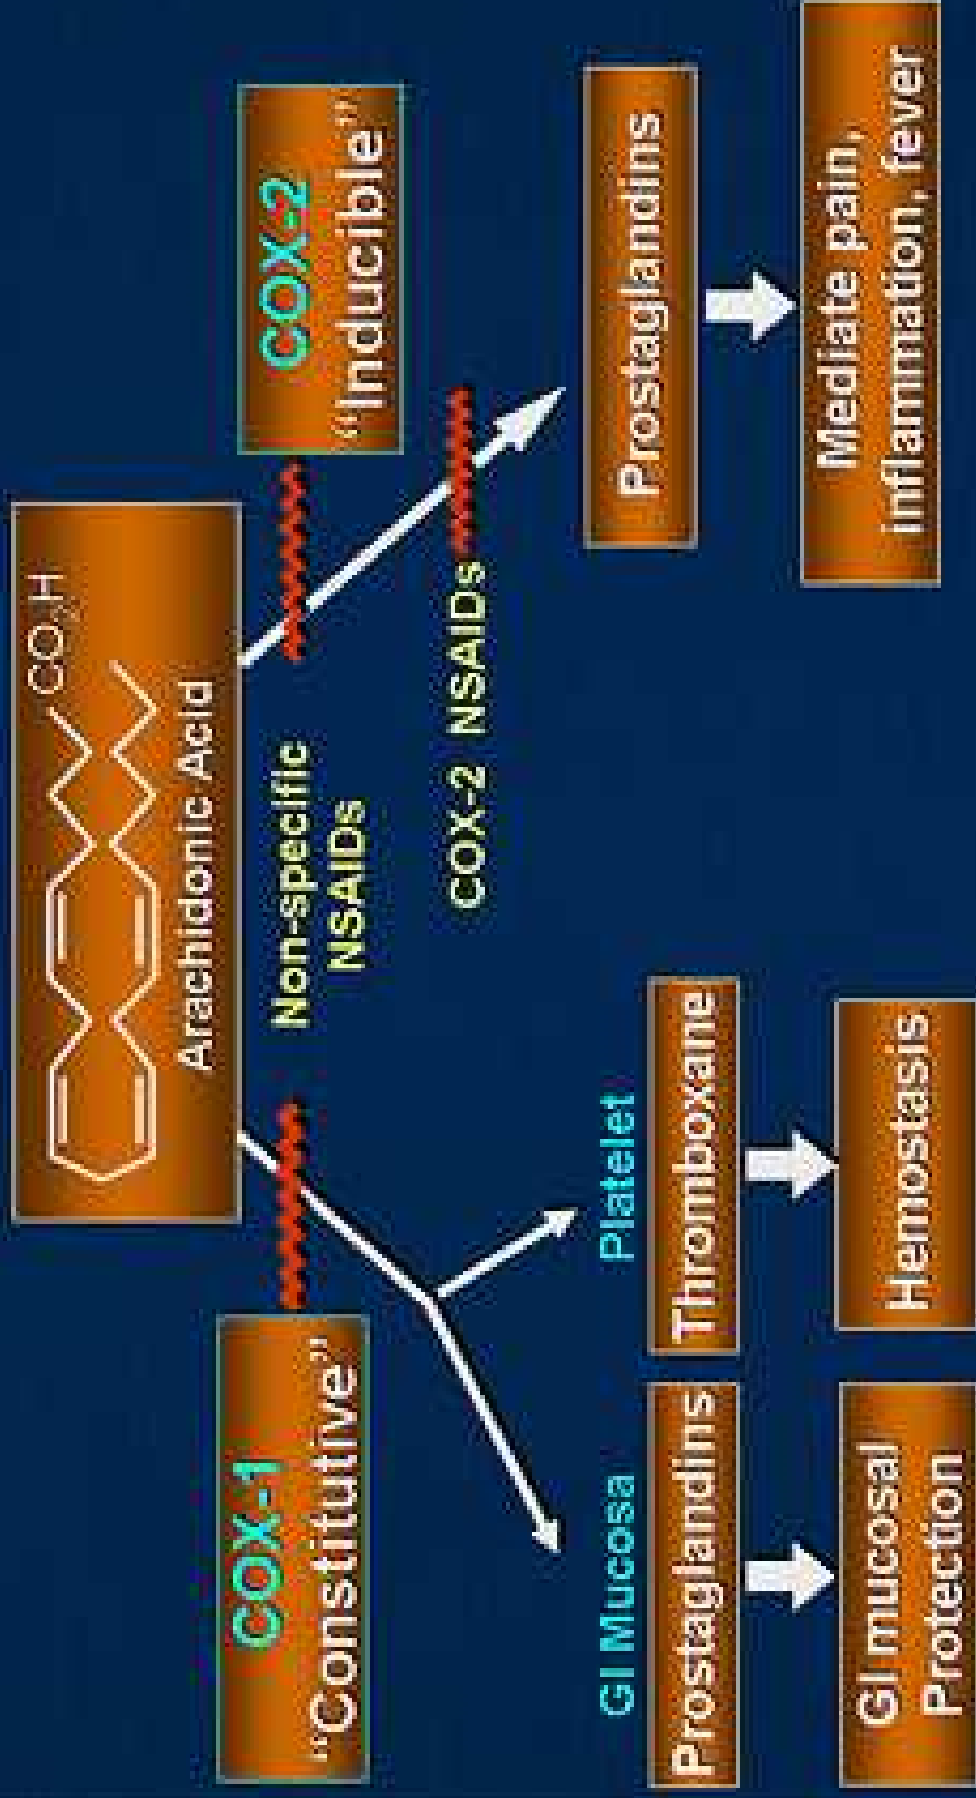 CO₂H
Arachidonic Acid
COX-1
“Constitutive”
COX-2
“Inducible”
Non-specific
NSAIDs
COX-2 NSAIDs
GI Mucosa
Platelet
Prostaglandins
Thromboxane
Prostaglandins
GI mucosal
Protection
Hemostasis
Mediate pain,
inflammation, fever